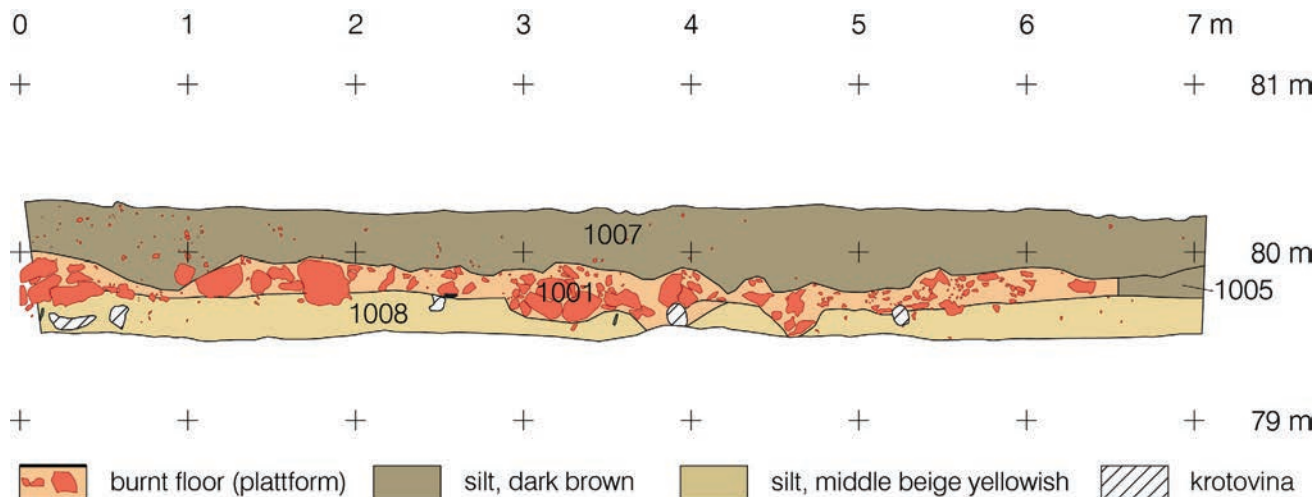 0 1 2 3 4 5 6 7 m
81 m
1007
80 m
1001
1005
1008
79 m
burnt floor (plattform) silt, dark brown silt, middle beige yellowish krotovina